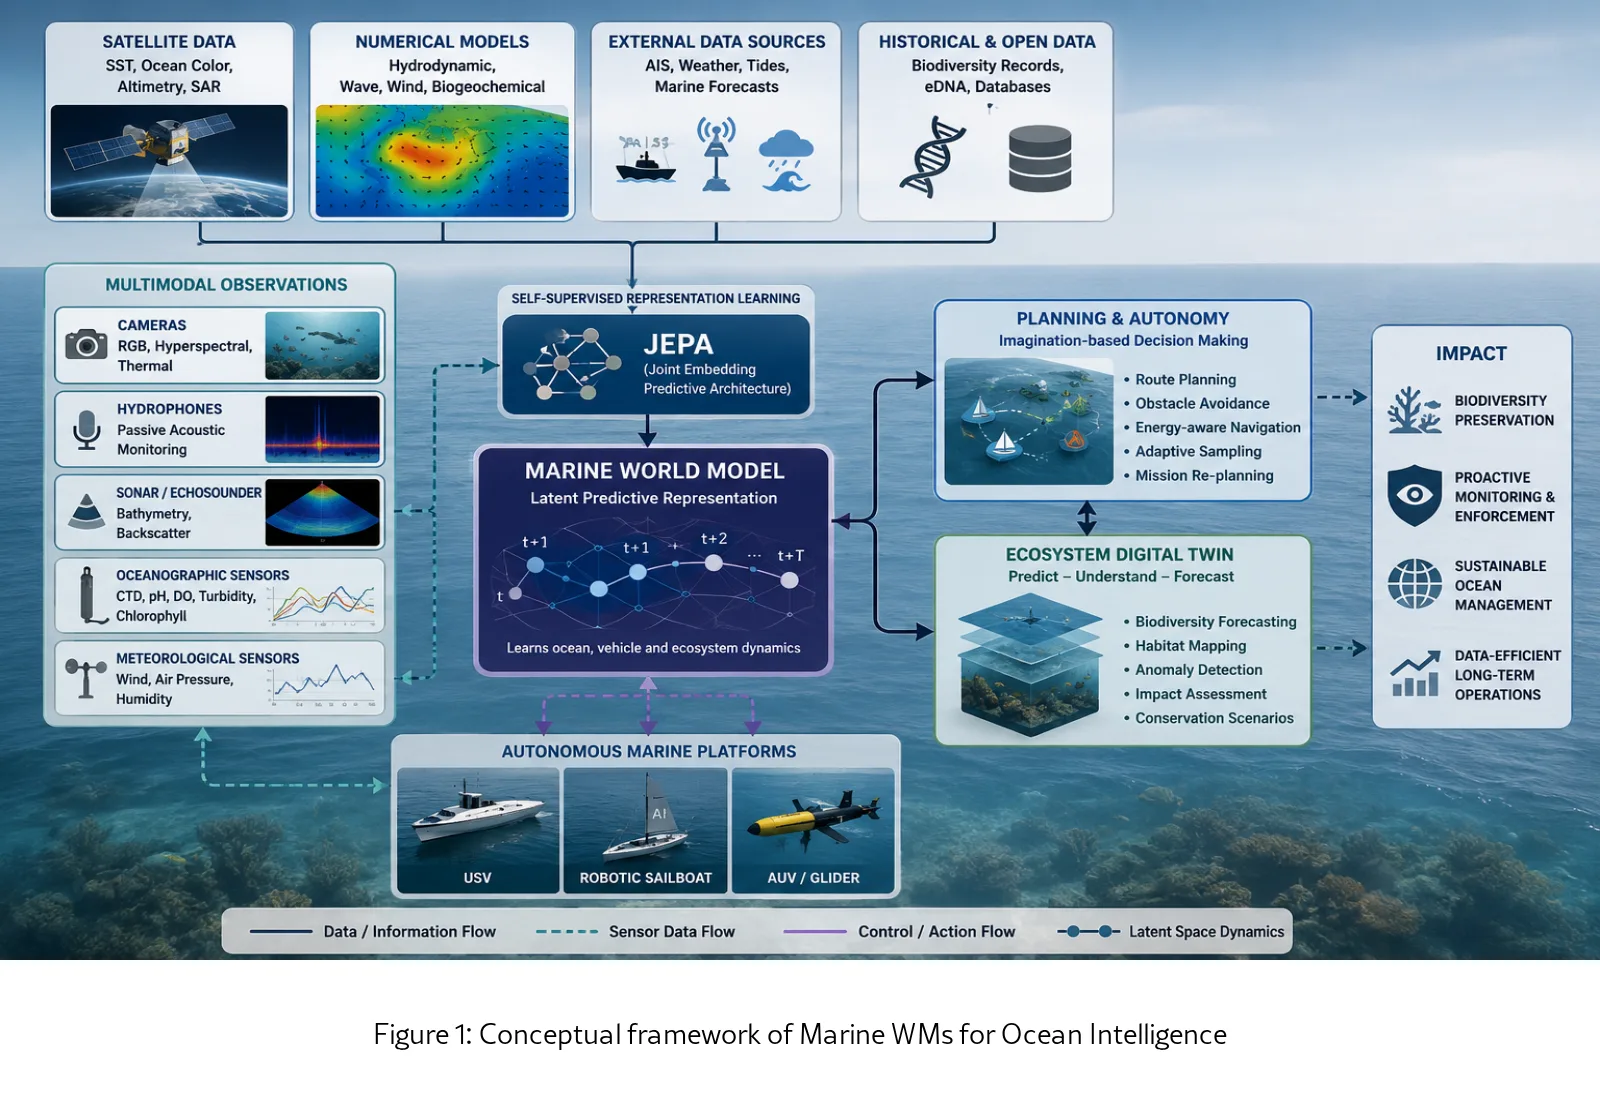 SATELLITE DATA
SST, Ocean Color,
Altimetry, SAR
NUMERICAL MODELS
Hydrodynamic,
Wave, Wind, Biogeochemical
EXTERNAL DATA SOURCES
AIS, Weather, Tides,
Marine Forecasts
HISTORICAL & OPEN DATA
Biodiversity Records,
eDNA, Databases
MULTIMODAL OBSERVATIONS
CAMERAS
RGB, Hyperspectral,
Thermal
HYDROPHONES
Passive Acoustic
Monitoring
SONAR / ECHOSOUNDER
Bathymetry,
Backscatter
OCEANOGRAPHIC SENSORS
CTD, pH, DO, Turbidity,
Chlorophyll
METEOROLOGICAL SENSORS
Wind, Air Pressure,
Humidity
SELF-SUPERVISED REPRESENTATION LEARNING
JEPA
(Joint Embedding
Predictive Architecture)
MARINE WORLD MODEL
Latent Predictive Representation
t
t+1
t+1
t+2
...
t+T
Learns ocean, vehicle and ecosystem dynamics
PLANNING & AUTONOMY
Imagination-based Decision Making
• Route Planning
• Obstacle Avoidance
• Energy-aware Navigation
• Adaptive Sampling
• Mission Re-planning
ECOSYSTEM DIGITAL TWIN
Predict – Understand – Forecast
• Biodiversity Forecasting
• Habitat Mapping
• Anomaly Detection
• Impact Assessment
• Conservation Scenarios
IMPACT
BIODIVERSITY
PRESERVATION
PROACTIVE
MONITORING &
ENFORCEMENT
SUSTAINABLE
OCEAN
MANAGEMENT
DATA-EFFICIENT
LONG-TERM
OPERATIONS
AUTONOMOUS MARINE PLATFORMS
AI
USV
ROBOTIC SAILBOAT
AUV / GLIDER
Data / Information Flow
Sensor Data Flow
Control / Action Flow
Latent Space Dynamics
Figure 1: Conceptual framework of Marine WMs for Ocean Intelligence